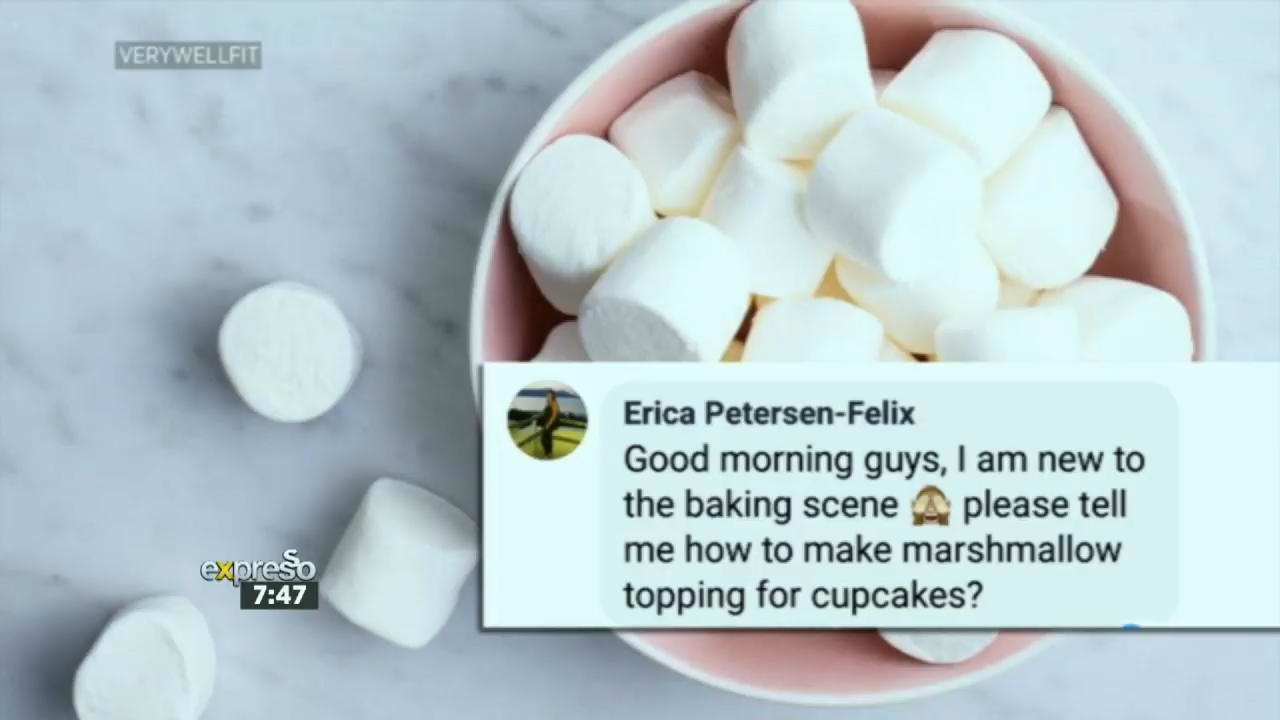 VERYWELLFIT
Erica Petersen-Felix
Good morning guys, I am new to
the baking scene 🙈 please tell
me how to make marshmallow
topping for cupcakes?
expresso
7:47